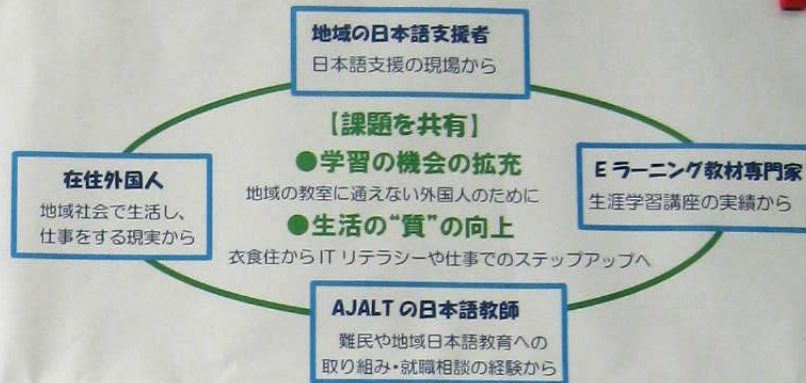 地域の日本語支援者
日本語支援の現場から
【課題を共有】
●学習の機会の拡充
地域の教室に通えない外国人のために
●生活の“質”の向上
衣食住からITリテラシーや仕事でのステップアップへ
在住外国人
地域社会で生活し、
仕事をする現実から
Eラーニング教材専門家
生涯学習講座の実績から
AJALTの日本語教師
難民や地域日本語教育への
取り組み・就職相談の経験から